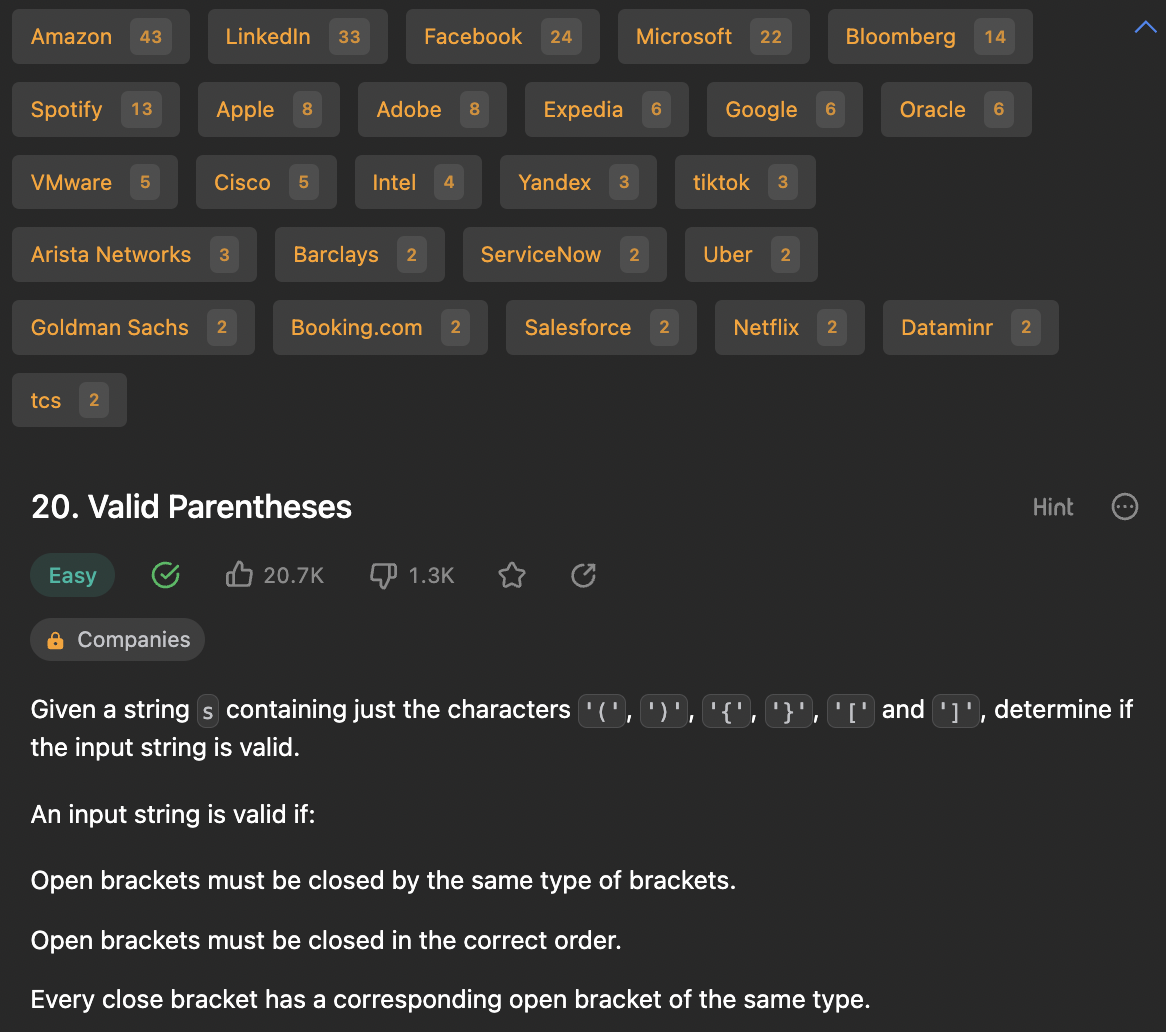 Amazon 43 LinkedIn 33 Facebook 24 Microsoft 22 Bloomberg 14
Spotify 13 Apple 8 Adobe 8 Expedia 6 Google 6 Oracle 6
VMware 5 Cisco 5 Intel 4 Yandex 3 tiktok 3
Arista Networks 3 Barclays 2 ServiceNow 2 Uber 2
Goldman Sachs 2 Booking.com 2 Salesforce 2 Netflix 2 Dataminr 2
tcs 2
20. Valid Parentheses Hint
Easy 20.7K 1.3K
Companies
Given a string s containing just the characters '(', ')', '{', '}', '[' and ']', determine if
the input string is valid.
An input string is valid if:
Open brackets must be closed by the same type of brackets.
Open brackets must be closed in the correct order.
Every close bracket has a corresponding open bracket of the same type.